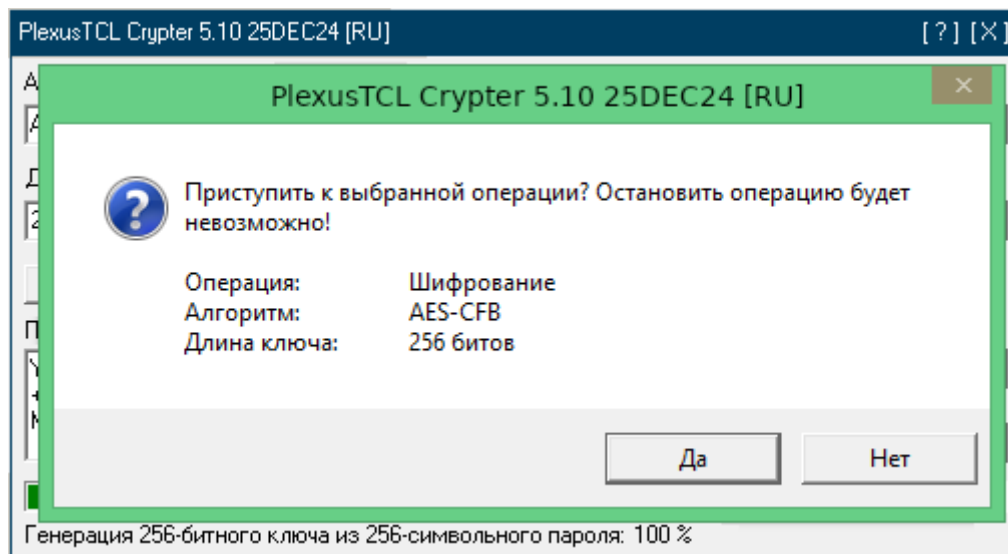 PlexusTCL Crypter 5.10 25DEC24 [RU] [?] [X]
PlexusTCL Crypter 5.10 25DEC24 [RU]
Приступить к выбранной операции? Остановить операцию будет
невозможно!
Операция: Шифрование
Алгоритм: AES-CFB
Длина ключа: 256 битов
Да Нет
Генерация 256-битного ключа из 256-символьного пароля: 100 %